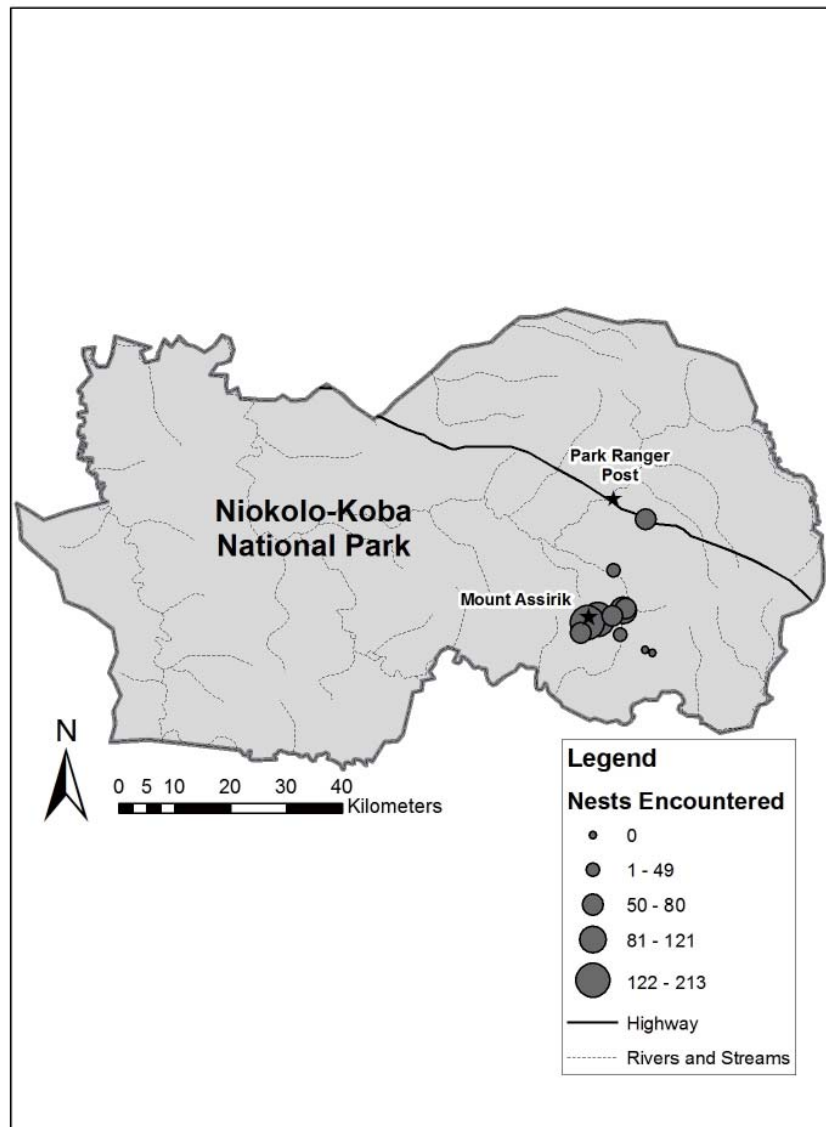 Park Ranger
Post
Niokolo-Koba
National Park
Mount Assirik
N
0 5 10 20 30 40
Kilometers
Legend
Nests Encountered
0
1 - 49
50 - 80
81 - 121
122 - 213
Highway
Rivers and Streams